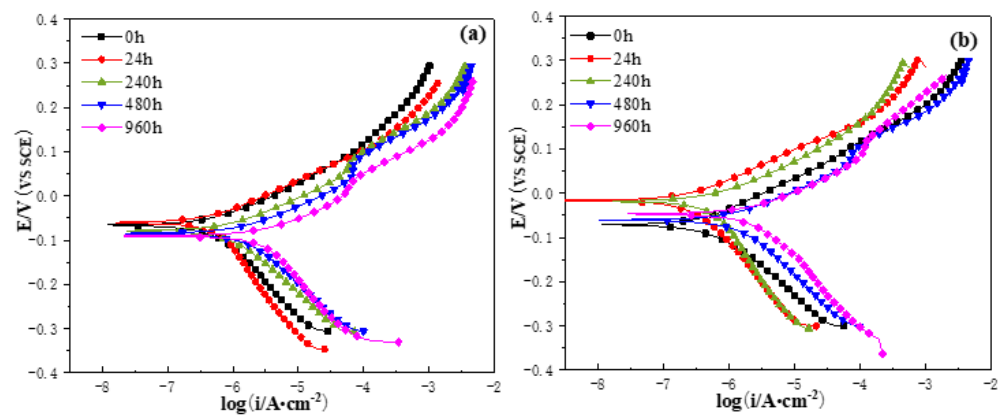 (a)
0h
24h
240h
480h
960h
0.4
0.3
0.2
0.1
0.0
-0.1
-0.2
-0.3
-0.4
E/V (VS SCE)
-8
-7
-6
-5
-4
-3
-2
log(i/A•cm-2)
(b)
0h
24h
240h
480h
960h
0.4
0.3
0.2
0.1
0.0
-0.1
-0.2
-0.3
-0.4
E/V (VS SCE)
-8
-7
-6
-5
-4
-3
-2
log(i/A•cm-2)